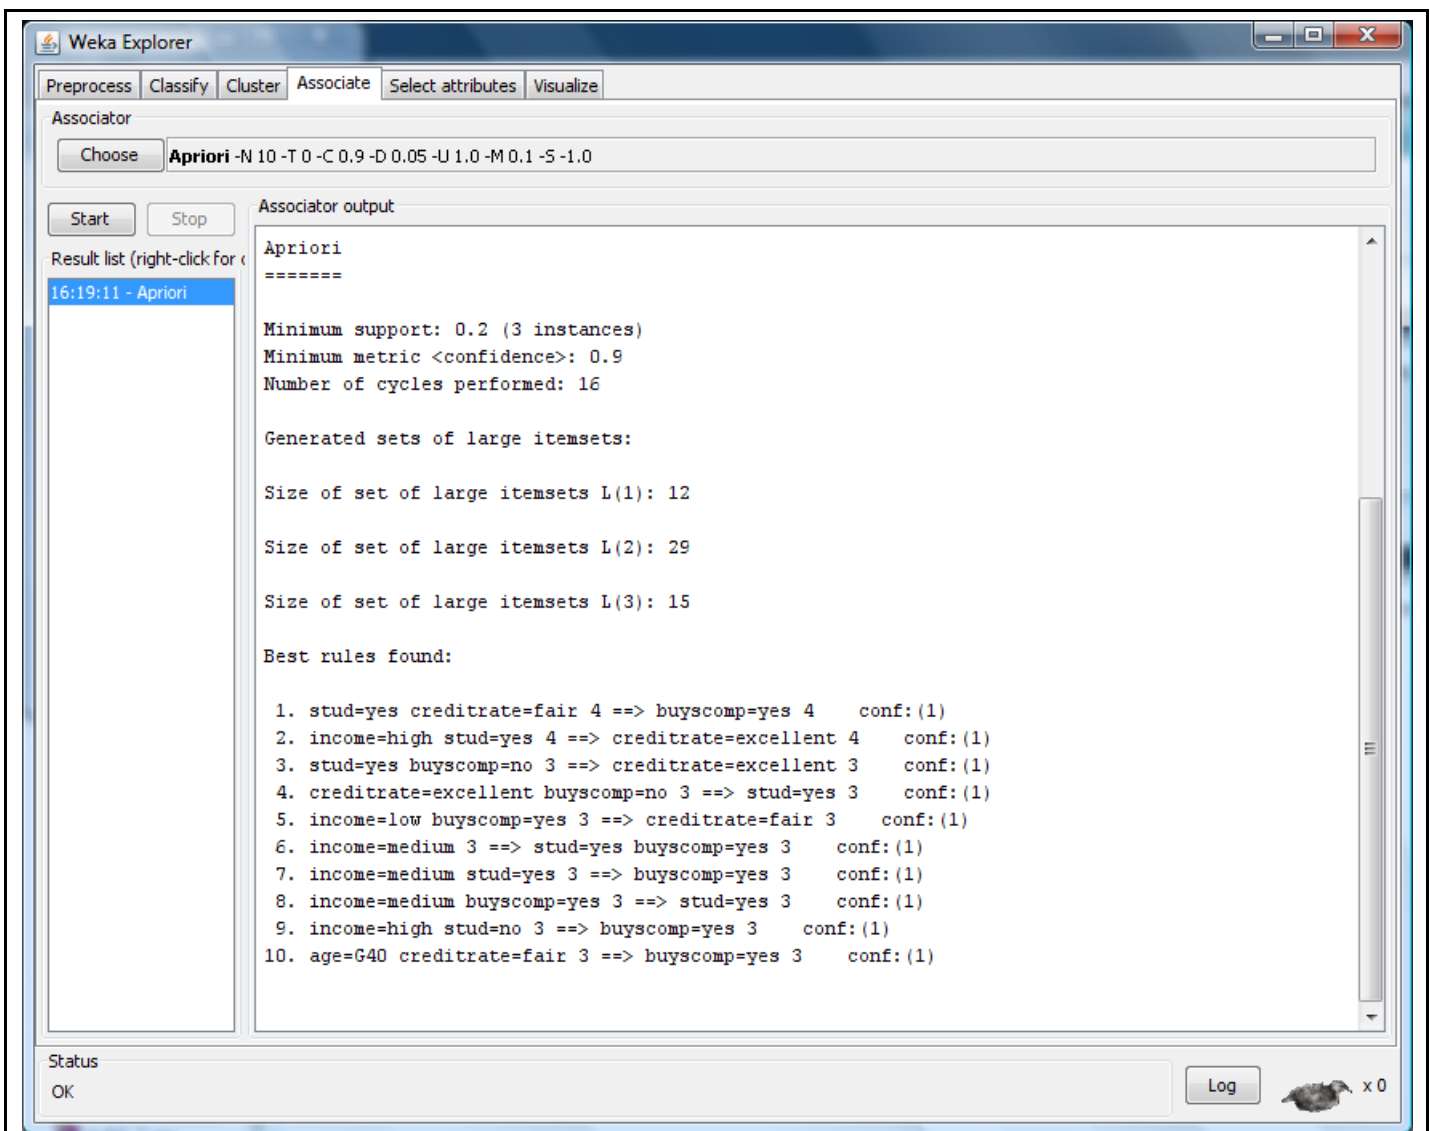 Weka Explorer
Preprocess Classify Cluster Associate Select attributes Visualize
Associator
Choose Apriori -N 10 -T 0 -C 0.9 -D 0.05 -U 1.0 -M 0.1 -S -1.0
Start Stop
Result list (right-click for
16:19:11 - Apriori
Associator output
Apriori
=======
Minimum support: 0.2 (3 instances)
Minimum metric <confidence>: 0.9
Number of cycles performed: 16
Generated sets of large itemsets:
Size of set of large itemsets L(1): 12
Size of set of large itemsets L(2): 29
Size of set of large itemsets L(3): 15
Best rules found:
1. stud=yes creditrate=fair 4 ==> buyscomp=yes 4 conf:(1)
2. income=high stud=yes 4 ==> creditrate=excellent 4 conf:(1)
3. stud=yes buyscomp=no 3 ==> creditrate=excellent 3 conf:(1)
4. creditrate=excellent buyscomp=no 3 ==> stud=yes 3 conf:(1)
5. income=low buyscomp=yes 3 ==> creditrate=fair 3 conf:(1)
6. income=medium 3 ==> stud=yes buyscomp=yes 3 conf:(1)
7. income=medium stud=yes 3 ==> buyscomp=yes 3 conf:(1)
8. income=medium buyscomp=yes 3 ==> stud=yes 3 conf:(1)
9. income=high stud=no 3 ==> buyscomp=yes 3 conf:(1)
10. age=G40 creditrate=fair 3 ==> buyscomp=yes 3 conf:(1)
Status
OK
Log x 0